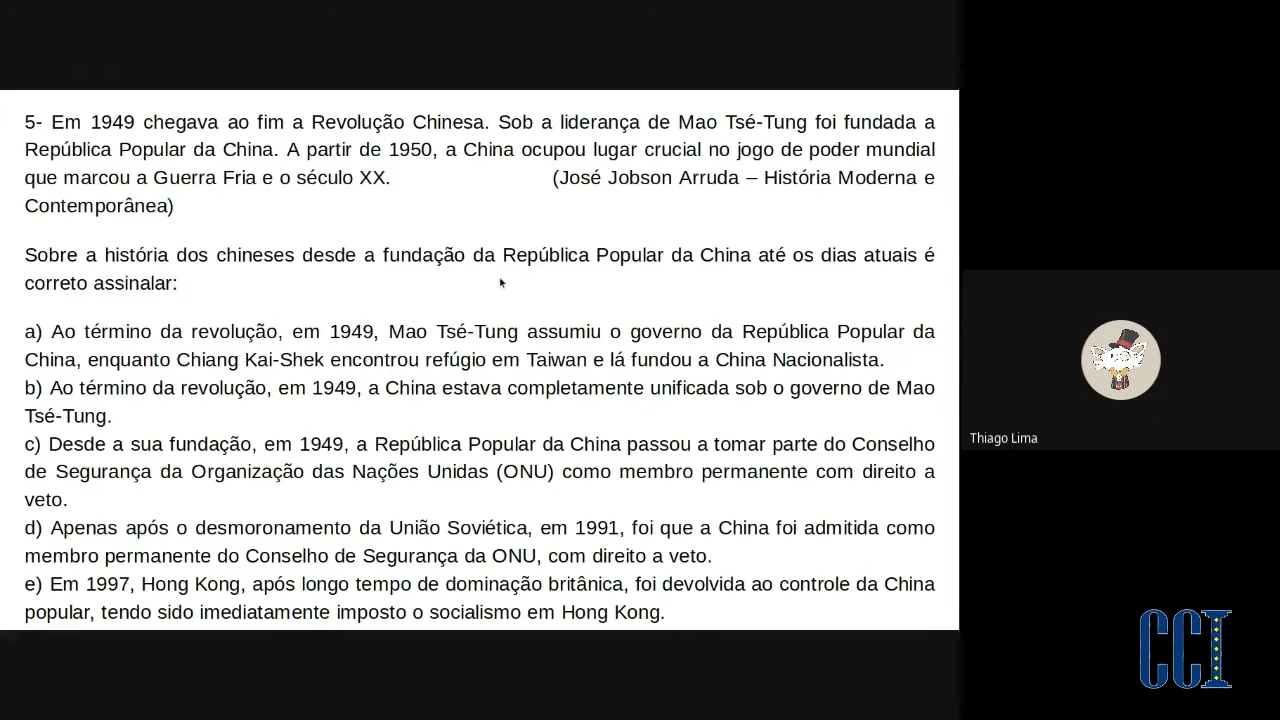 5- Em 1949 chegava ao fim a Revolução Chinesa. Sob a liderança de Mao Tsé-Tung foi fundada a
República Popular da China. A partir de 1950, a China ocupou lugar crucial no jogo de poder mundial
que marcou a Guerra Fria e o século XX. (José Jobson Arruda – História Moderna e
Contemporânea)
Sobre a história dos chineses desde a fundação da República Popular da China até os dias atuais é
correto assinalar:
a) Ao término da revolução, em 1949, Mao Tsé-Tung assumiu o governo da República Popular da
China, enquanto Chiang Kai-Shek encontrou refúgio em Taiwan e lá fundou a China Nacionalista.
b) Ao término da revolução, em 1949, a China estava completamente unificada sob o governo de Mao
Tsé-Tung.
c) Desde a sua fundação, em 1949, a República Popular da China passou a tomar parte do Conselho
de Segurança da Organização das Nações Unidas (ONU) como membro permanente com direito a
veto.
d) Apenas após o desmoronamento da União Soviética, em 1991, foi que a China foi admitida como
membro permanente do Conselho de Segurança da ONU, com direito a veto.
e) Em 1997, Hong Kong, após longo tempo de dominação britânica, foi devolvida ao controle da China
popular, tendo sido imediatamente imposto o socialismo em Hong Kong.
Thiago Lima
CCI